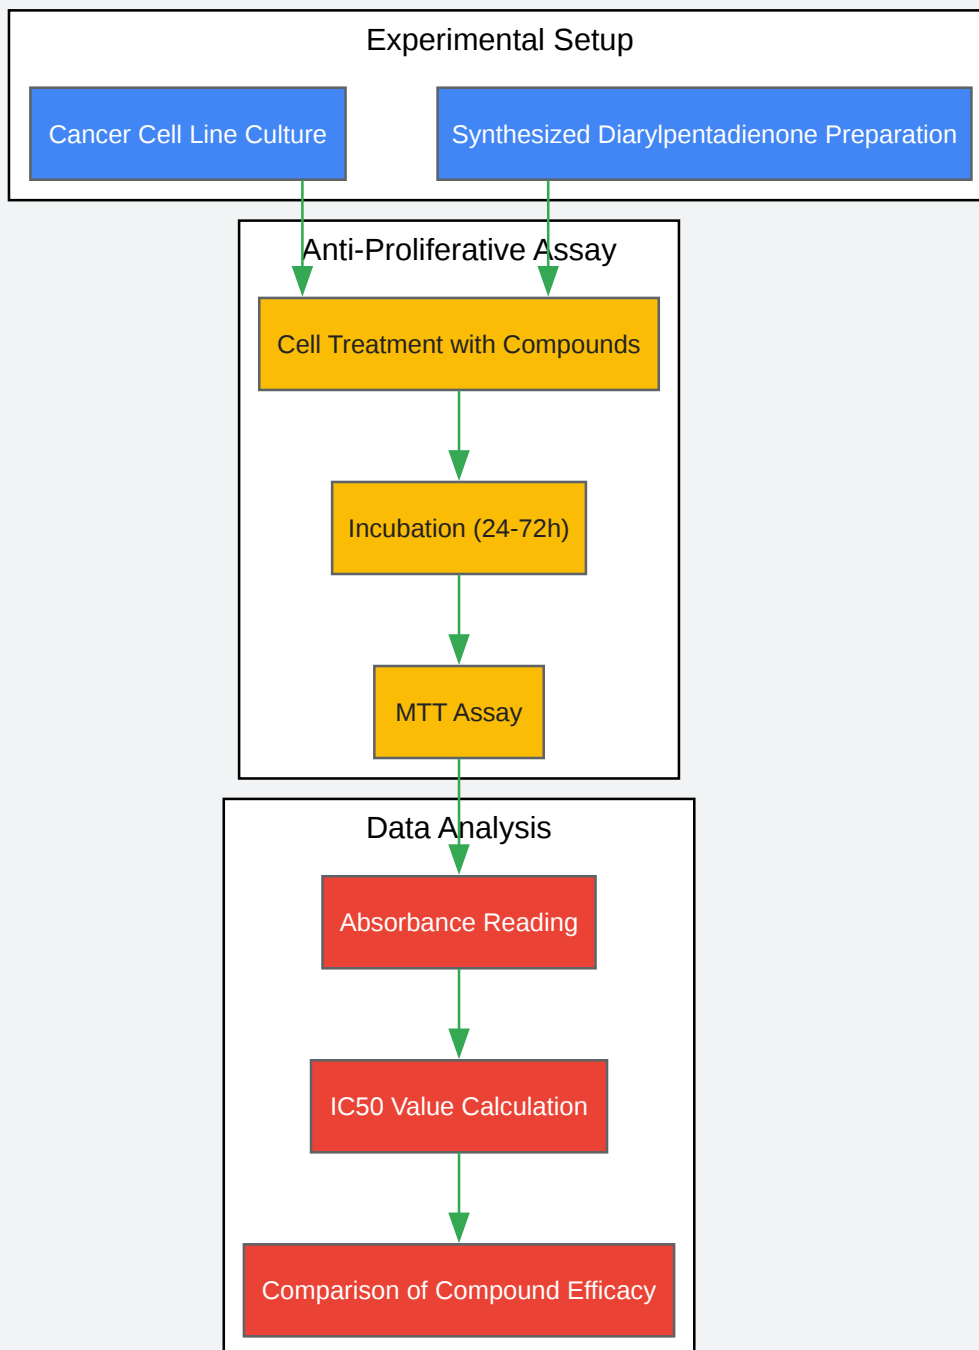 Experimental Setup
Cancer Cell Line Culture
Synthesized Diarylpentadienone Preparation
Anti-Proliferative Assay
Cell Treatment with Compounds
Incubation (24-72h)
MTT Assay
Data Analysis
Absorbance Reading
IC50 Value Calculation
Comparison of Compound Efficacy